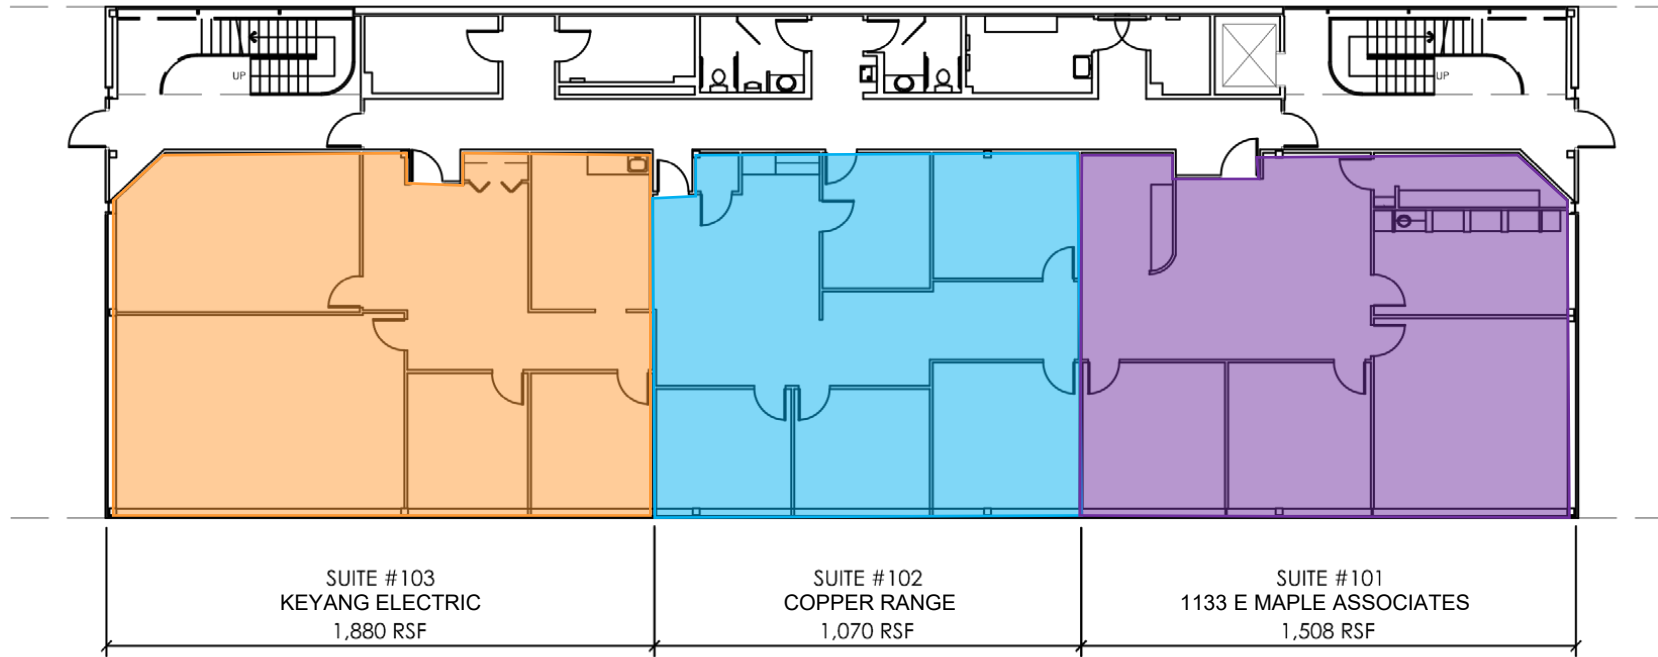 UP
UP
SUITE #103
KEYANG ELECTRIC
1,880 RSF
SUITE #102
COPPER RANGE
1,070 RSF
SUITE #101
1133 E MAPLE ASSOCIATES
1,508 RSF